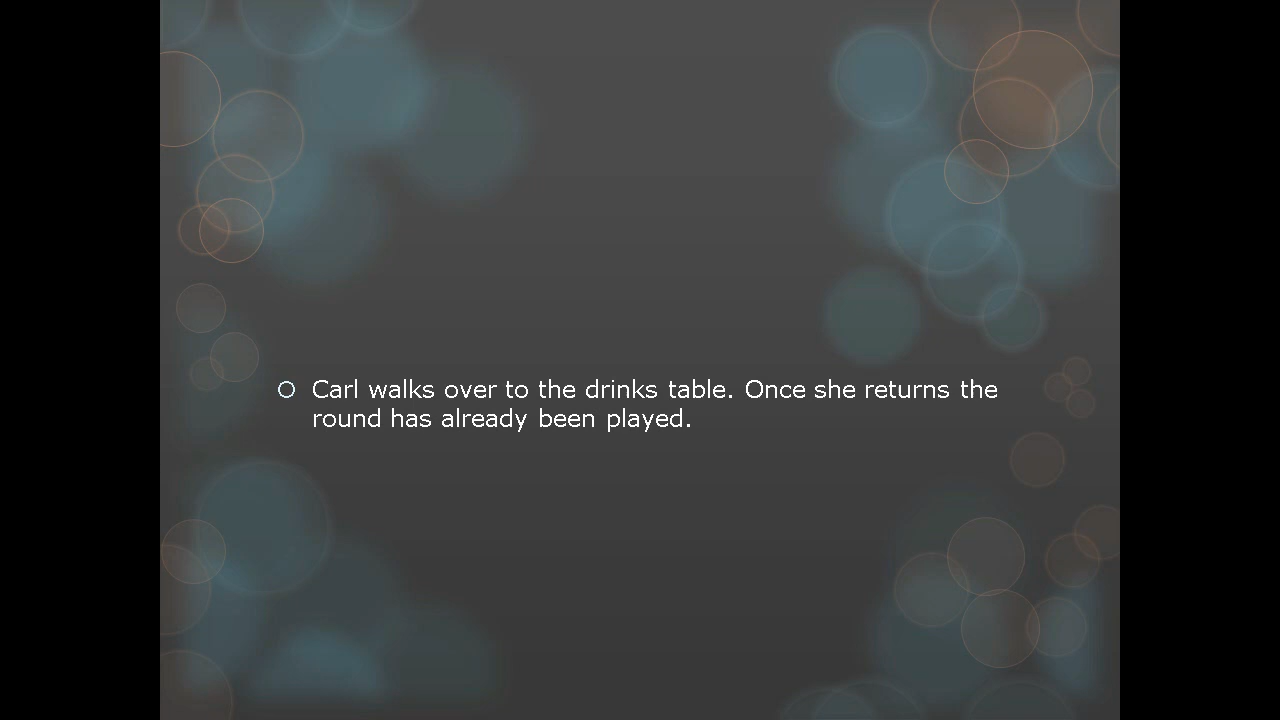 Carl walks over to the drinks table. Once she returns the
round has already been played.